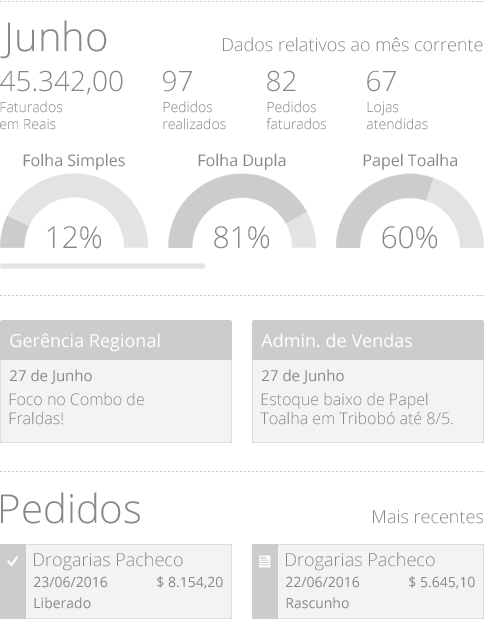 Junho
Dados relativos ao mês corrente
45.342,00
Faturados
em Reais
97
Pedidos
realizados
82
Pedidos
faturados
67
Lojas
atendidas
Folha Simples
12%
Folha Dupla
81%
Papel Toalha
60%
Gerência Regional
27 de Junho
Foco no Combo de
Fraldas!
Admin. de Vendas
27 de Junho
Estoque baixo de Papel
Toalha em Tribobó até 8/5.
Pedidos
Mais recentes
Drogarias Pacheco
23/06/2016 $ 8.154,20
Liberado
Drogarias Pacheco
22/06/2016 $ 5.645,10
Rascunho